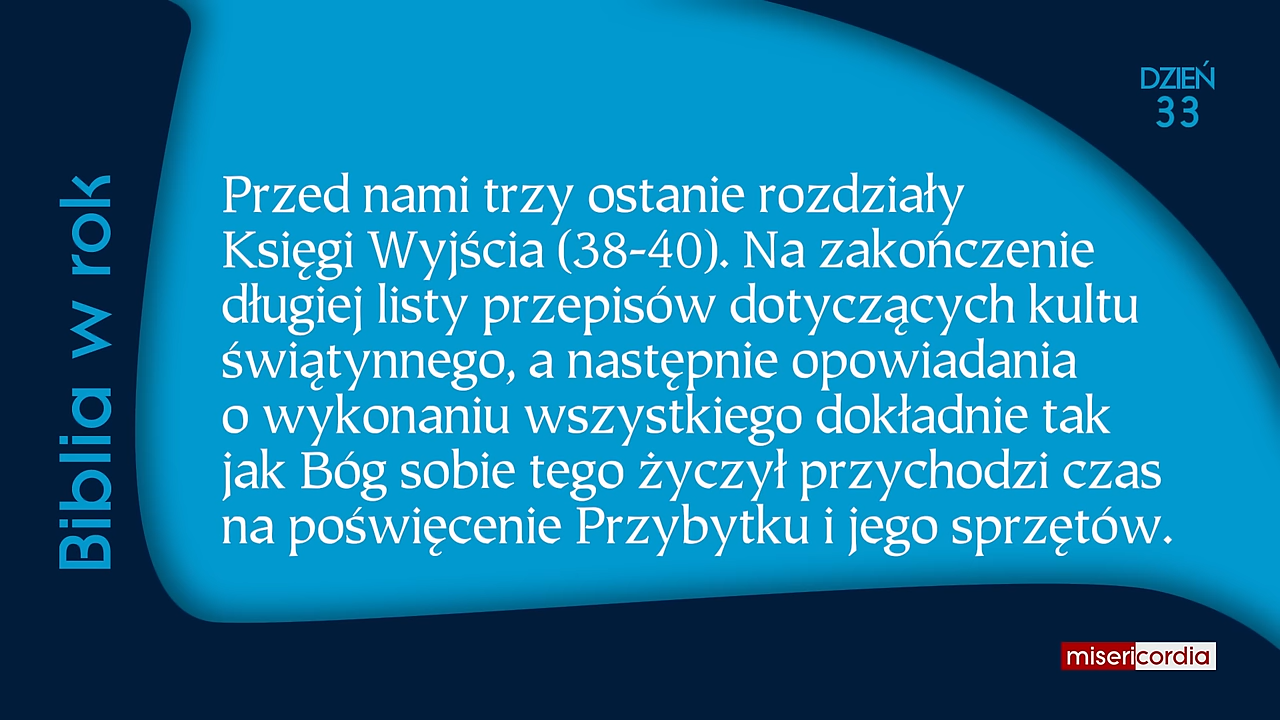 Biblia w rok
DZIEŃ
33
Przed nami trzy ostanie rozdziały
Księgi Wyjścia (38-40). Na zakończenie
długiej listy przepisów dotyczących kultu
świątynnego, a następnie opowiadania
o wykonaniu wszystkiego dokładnie tak
jak Bóg sobie tego życzył przychodzi czas
na poświęcenie Przybytku i jego sprzętów.
misericordia